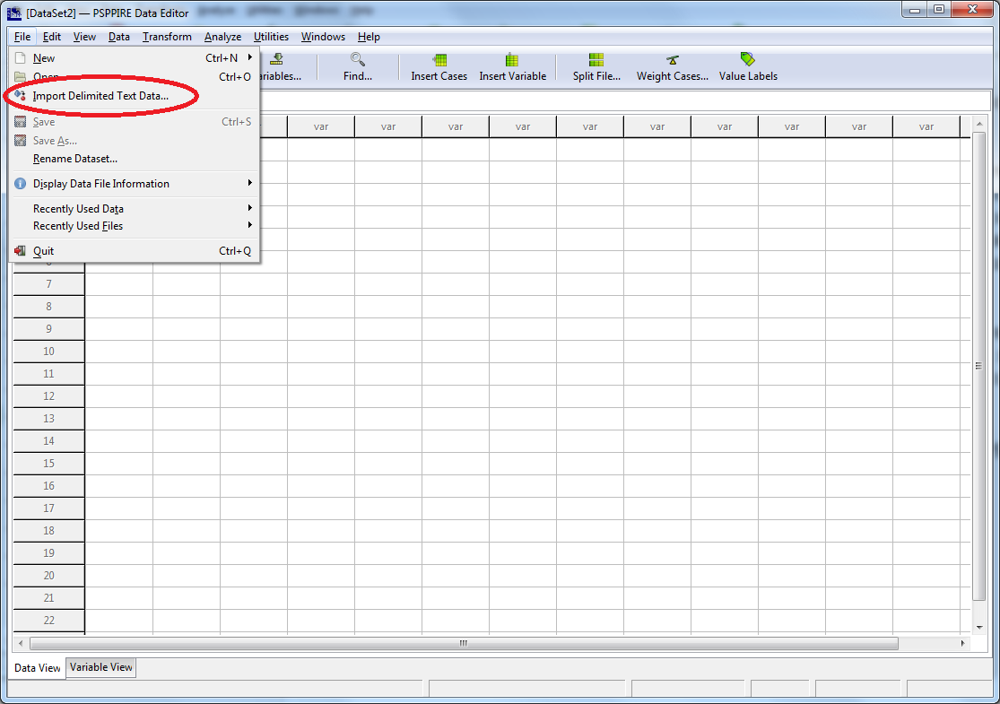 [DataSet2] — PSPPIRE Data Editor
File Edit View Data Transform Analyze Utilities Windows Help
New Ctrl+N
Open... Ctrl+O
Import Delimited Text Data...
Save Ctrl+S
Save As...
Rename Dataset...
Display Data File Information
Recently Used Data
Recently Used Files
Quit Ctrl+Q
ariables... Find... Insert Cases Insert Variable Split File... Weight Cases... Value Labels
var var var var var var var var var var
7
8
9
10
11
12
13
14
15
16
17
18
19
20
21
22
Data View Variable View